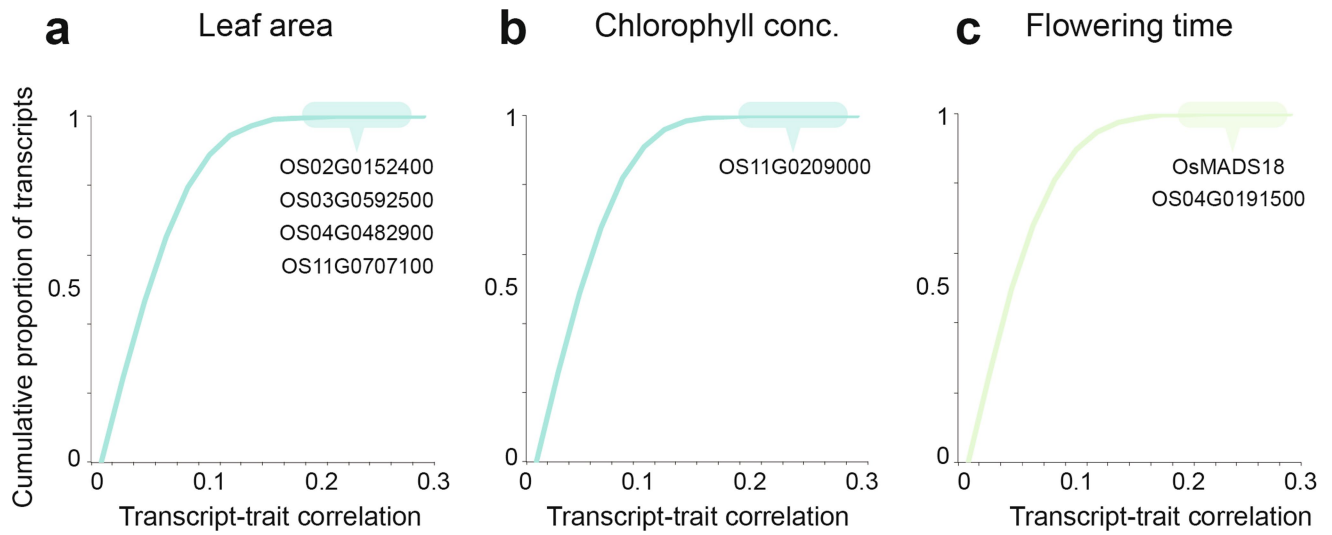 a Leaf area
Cumulative proportion of transcripts
1
0.5
0
OS02G0152400
OS03G0592500
OS04G0482900
OS11G0707100
0 0.1 0.2 0.3
Transcript-trait correlation
b Chlorophyll conc.
1
0.5
0
OS11G0209000
0 0.1 0.2 0.3
Transcript-trait correlation
c Flowering time
1
0.5
0
OsMADS18
OS04G0191500
0 0.1 0.2 0.3
Transcript-trait correlation